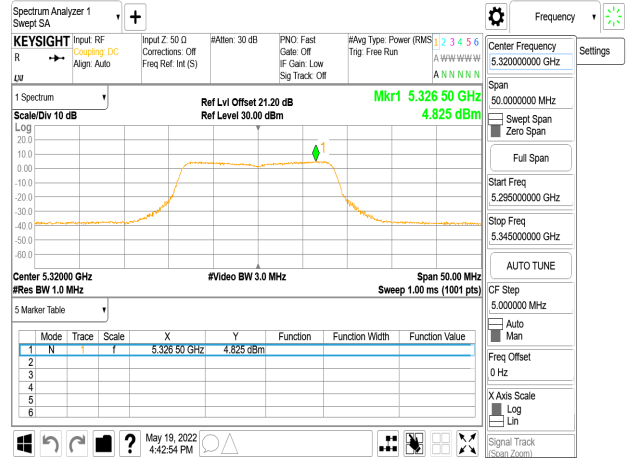 Spectrum Analyzer 1
Swept SA
Frequency
KEYSIGHT
R
LXI
Input: RF
Coupling: DC
Align: Auto
Input Z: 50 Ω
Corrections: Off
Freq Ref: Int (S)
#Atten: 30 dB
PNO: Fast
Gate: Off
IF Gain: Low
Sig Track: Off
#Avg Type: Power (RMS
Trig: Free Run
1 2 3 4 5 6
A W W W W W
A N N N N N
Center Frequency
5.320000000 GHz
Settings
Span
50.0000000 MHz
Swept Span
Zero Span
Full Span
Start Freq
5.295000000 GHz
Stop Freq
5.345000000 GHz
AUTO TUNE
CF Step
5.000000 MHz
Auto
Man
Freq Offset
0 Hz
X Axis Scale
Log
Lin
Signal Track
(Span Zoom)
1 Spectrum
Scale/Div 10 dB
Ref Lvl Offset 21.20 dB
Ref Level 30.00 dBm
Mkr1 5.326 50 GHz
4.825 dBm
Log
20.0
10.0
0.00
-10.0
-20.0
-30.0
-40.0
-50.0
-60.0
1
Center 5.32000 GHz
#Res BW 1.0 MHz
#Video BW 3.0 MHz
Span 50.00 MHz
Sweep 1.00 ms (1001 pts)
5 Marker Table
Mode Trace Scale X Y Function Function Width Function Value
1 N 1 f 5.326 50 GHz 4.825 dBm
2
3
4
5
6
?
May 19, 2022
4:42:54 PM